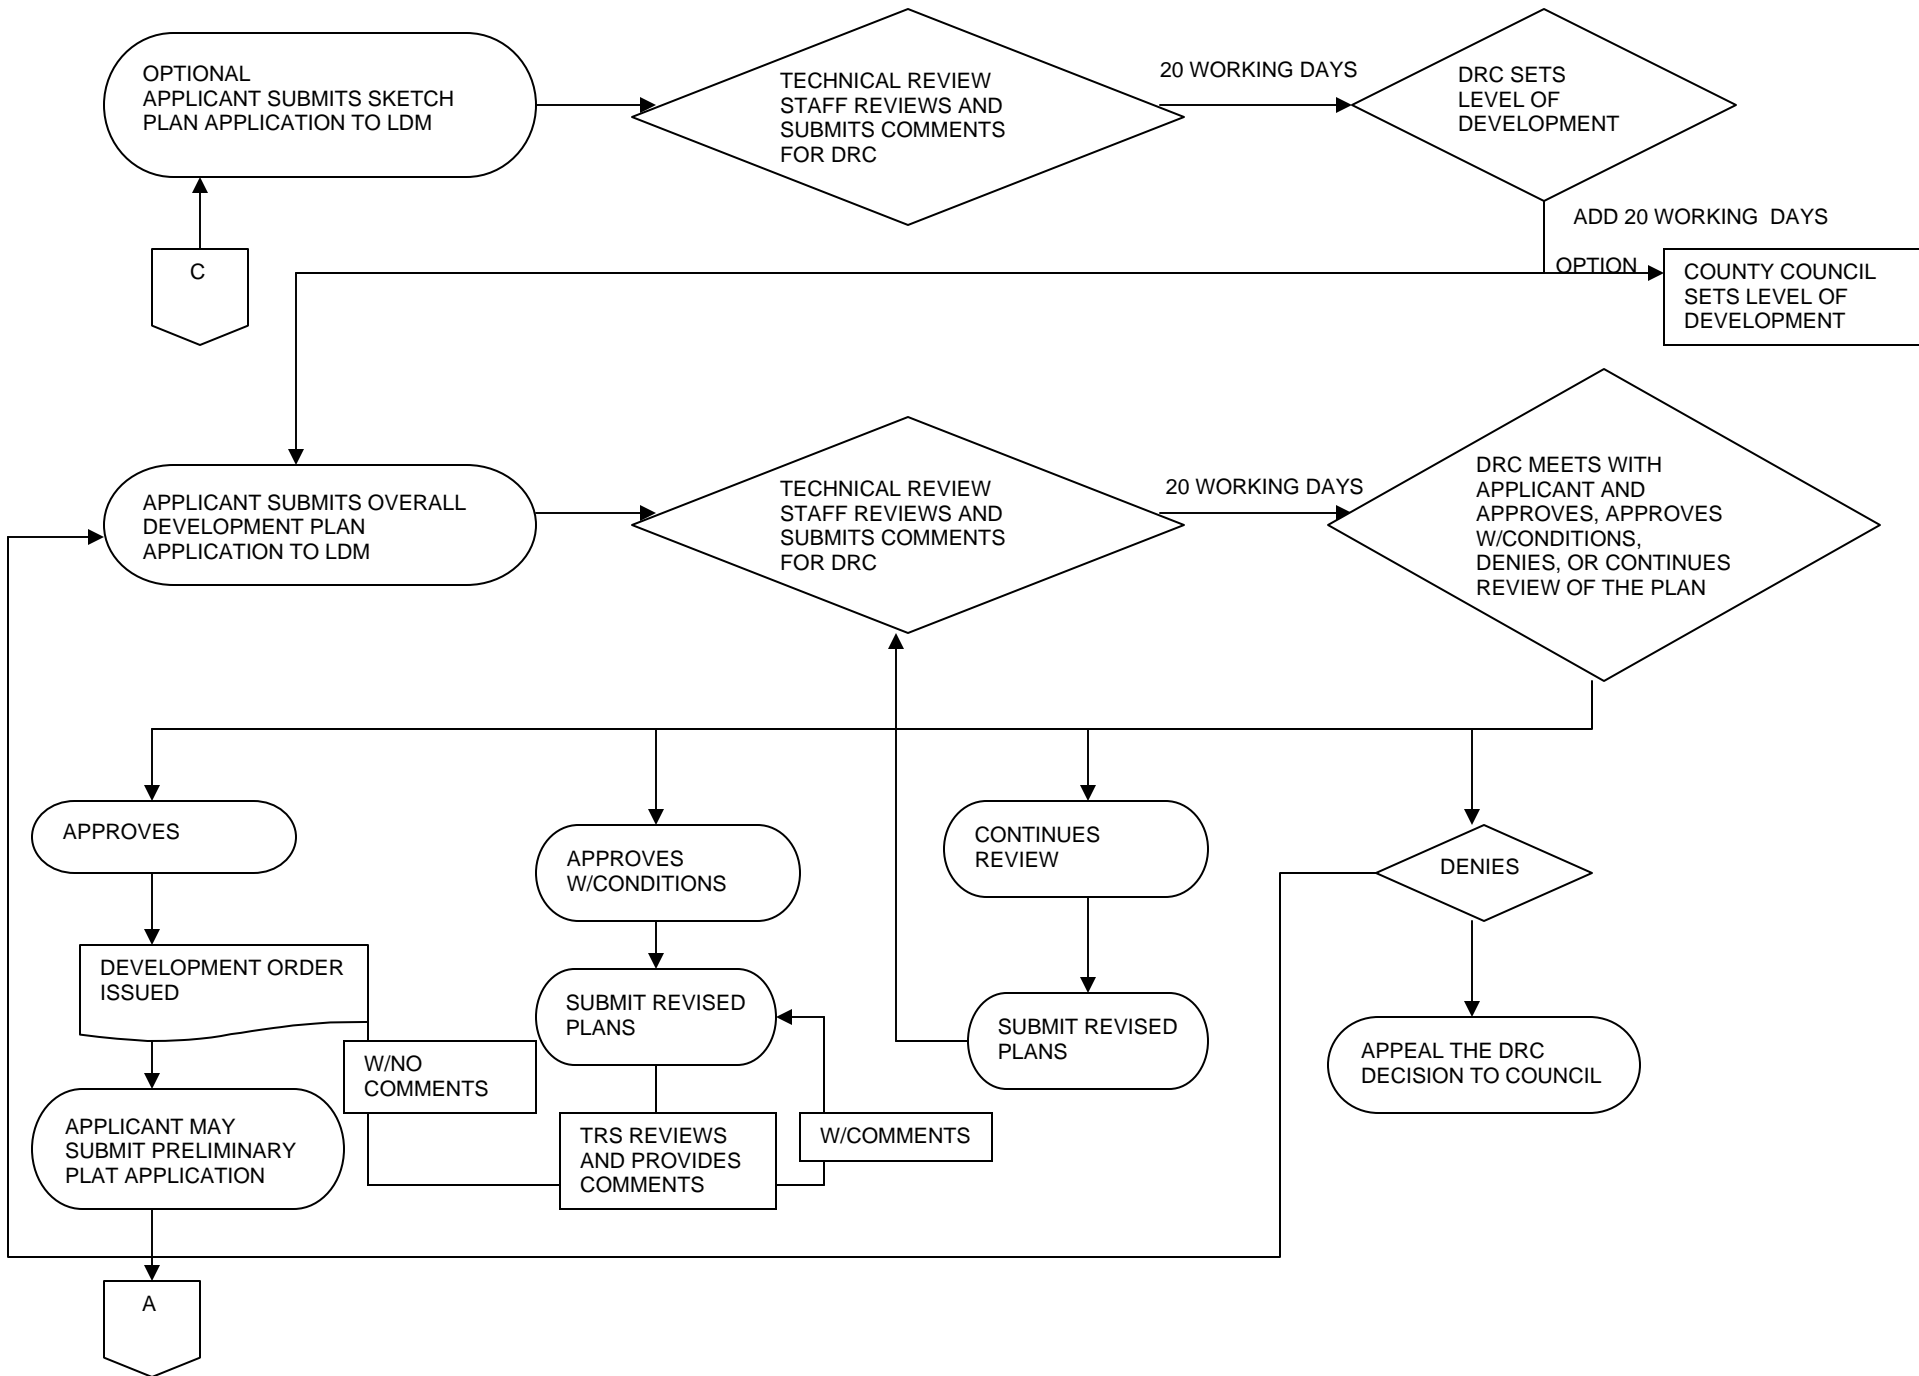 OPTIONAL
APPLICANT SUBMITS SKETCH
PLAN APPLICATION TO LDM
TECHNICAL REVIEW
STAFF REVIEWS AND
SUBMITS COMMENTS
FOR DRC
20 WORKING DAYS
DRC SETS
LEVEL OF
DEVELOPMENT
ADD 20 WORKING  DAYS
OPTION
COUNTY COUNCIL
SETS LEVEL OF
DEVELOPMENT
C
APPLICANT SUBMITS OVERALL
DEVELOPMENT PLAN
APPLICATION TO LDM
TECHNICAL REVIEW
STAFF REVIEWS AND
SUBMITS COMMENTS
FOR DRC
20 WORKING DAYS
DRC MEETS WITH
APPLICANT AND
APPROVES, APPROVES
W/CONDITIONS,
DENIES, OR CONTINUES
REVIEW OF THE PLAN
APPROVES
APPROVES
W/CONDITIONS
CONTINUES
REVIEW
DENIES
DEVELOPMENT ORDER
ISSUED
SUBMIT REVISED
PLANS
SUBMIT REVISED
PLANS
APPEAL THE DRC
DECISION TO COUNCIL
W/NO
COMMENTS
APPLICANT MAY
SUBMIT PRELIMINARY
PLAT APPLICATION
TRS REVIEWS
AND PROVIDES
COMMENTS
W/COMMENTS
A